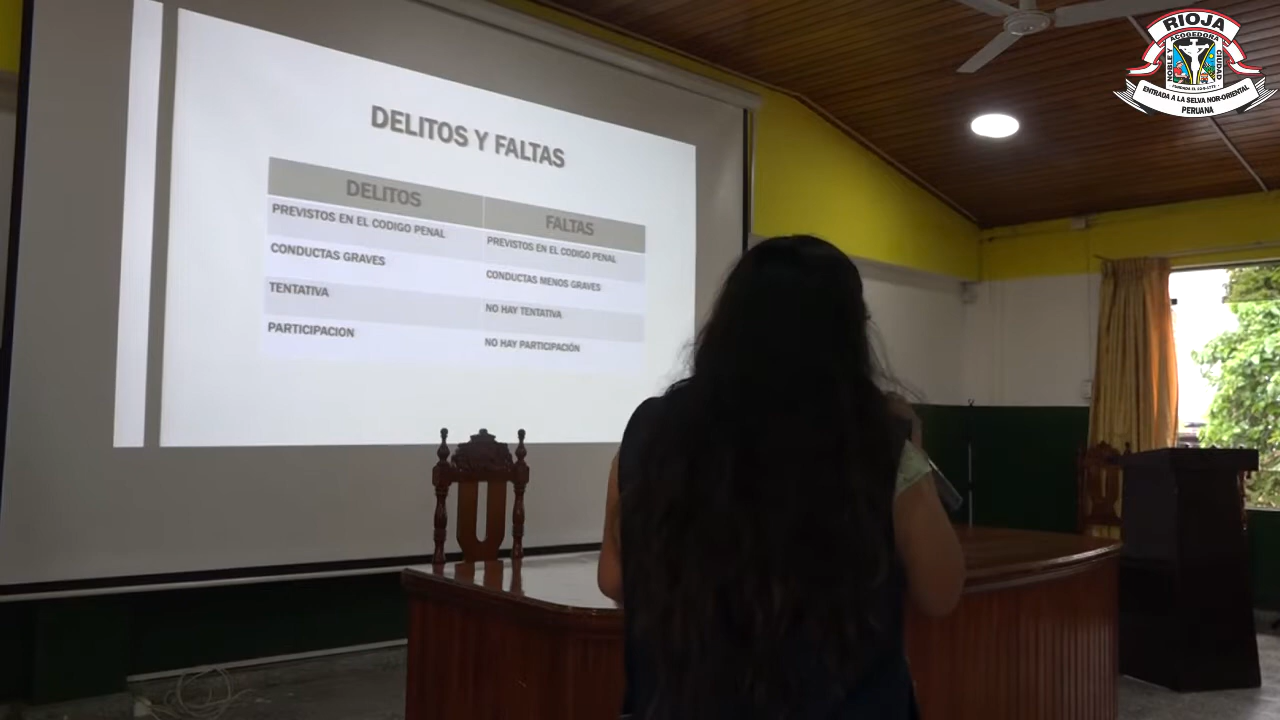 DELITOS Y FALTAS
DELITOS
FALTAS
PREVISTOS EN EL CODIGO PENAL
PREVISTOS EN EL CODIGO PENAL
CONDUCTAS GRAVES
CONDUCTAS MENOS GRAVES
TENTATIVA
NO HAY TENTATIVA
PARTICIPACION
NO HAY PARTICIPACIÓN
RIOJA
ACOGEDORA
NOBLE Y
CIUDAD
ENTRADA A LA SELVA NOR-ORIENTAL
PERUANA